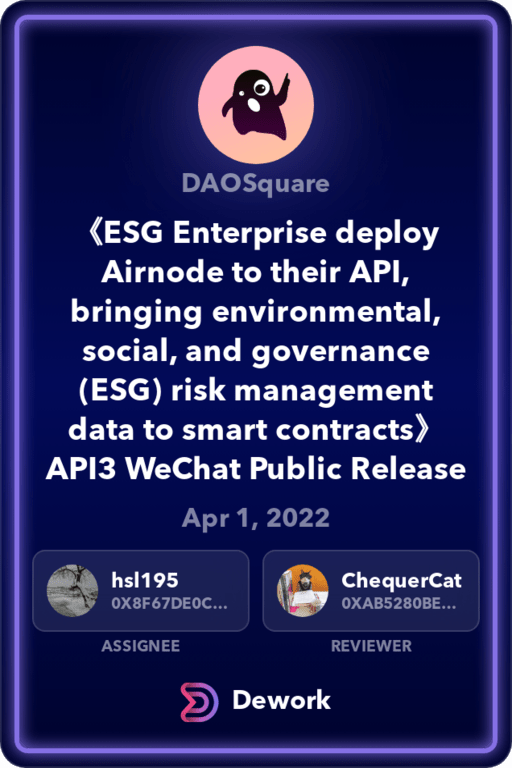 DAOSquare
《ESG Enterprise deploy
Airnode to their API,
bringing environmental,
social, and governance
(ESG) risk management
data to smart contracts》
API3 WeChat Public Release
Apr 1, 2022
hsl195
0X8F67DE0C...
ChequerCat
0XAB5280BE...
ASSIGNEE
REVIEWER
Dework